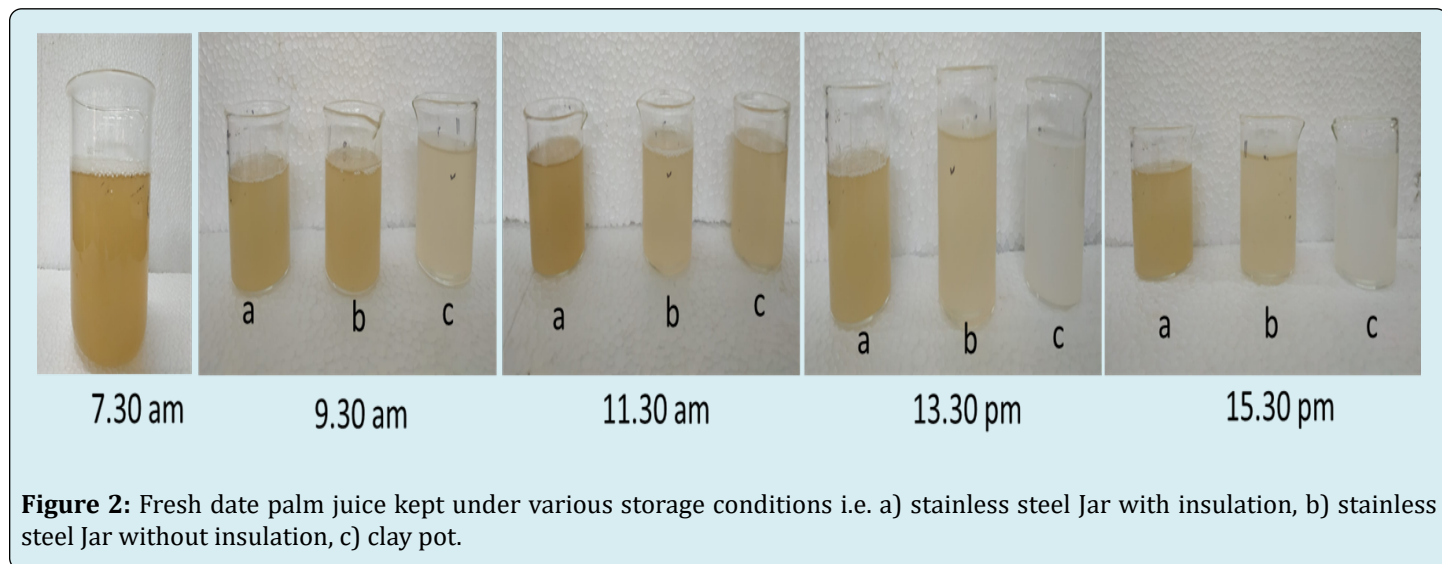 a b c
a b c
a b c
a b c
7.30 am
9.30 am
11.30 am
13.30 pm
15.30 pm
Figure 2: Fresh date palm juice kept under various storage conditions i.e. a) stainless steel Jar with insulation, b) stainless
steel Jar without insulation, c) clay pot.